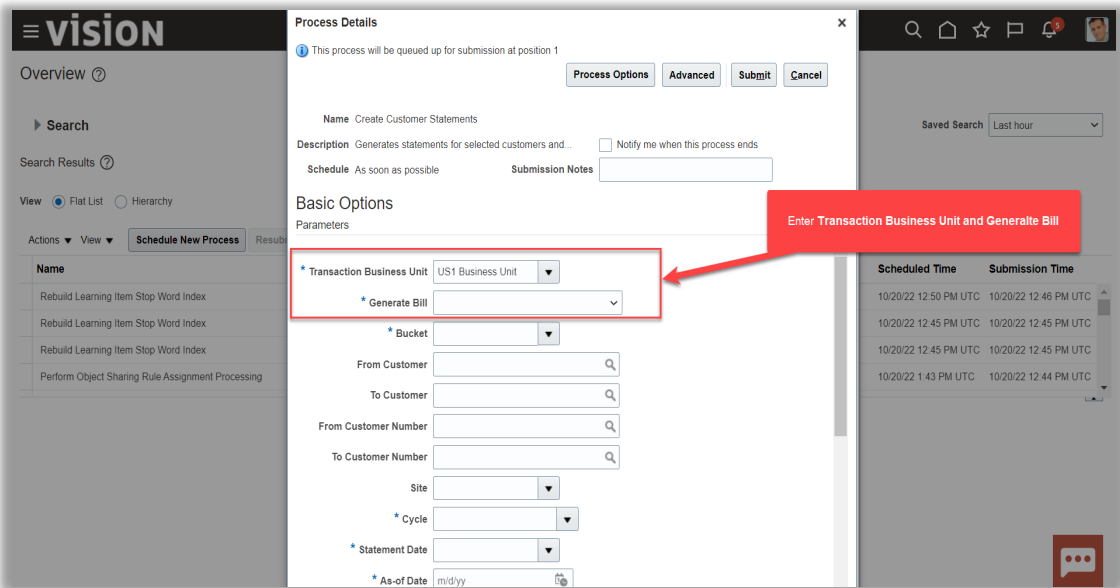 vision
5
Overview
Search
Saved Search Last hour
Search Results
View Flat List Hierarchy
Actions View Schedule New Process
Name
Scheduled Time Submission Time
Rebuild Learning Item Stop Word Index
10/20/22 12:50 PM UTC 10/20/22 12:46 PM UTC
Rebuild Learning Item Stop Word Index
10/20/22 12:45 PM UTC 10/20/22 12:45 PM UTC
Rebuild Learning Item Stop Word Index
10/20/22 12:45 PM UTC 10/20/22 12:45 PM UTC
Perform Object Sharing Rule Assignment Processing
10/20/22 1:43 PM UTC 10/20/22 12:44 PM UTC
Process Details
This process will be queued up for submission at position 1
Process Options Advanced Submit Cancel
Name Create Customer Statements
Description Generates statements for selected customers and... Notify me when this process ends
Schedule As soon as possible Submission Notes
Basic Options
Parameters
* Transaction Business Unit US1 Business Unit
* Generate Bill
* Bucket
From Customer
To Customer
From Customer Number
To Customer Number
Site
* Cycle
* Statement Date
* As-of Date m/d/yy
Enter Transaction Business Unit and Generalte Bill